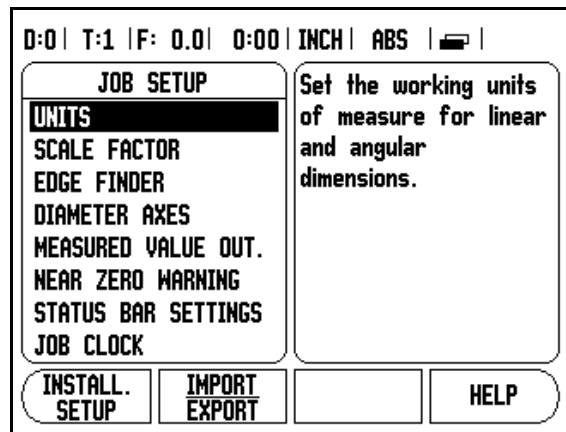 D:0 | T:1 | F: 0.0 | 0:00 | INCH | ABS | |
JOB SETUP
UNITS
SCALE FACTOR
EDGE FINDER
DIAMETER AXES
MEASURED VALUE OUT.
NEAR ZERO WARNING
STATUS BAR SETTINGS
JOB CLOCK
Set the working units
of measure for linear
and angular
dimensions.
INSTALL.
SETUP
IMPORT
EXPORT
HELP